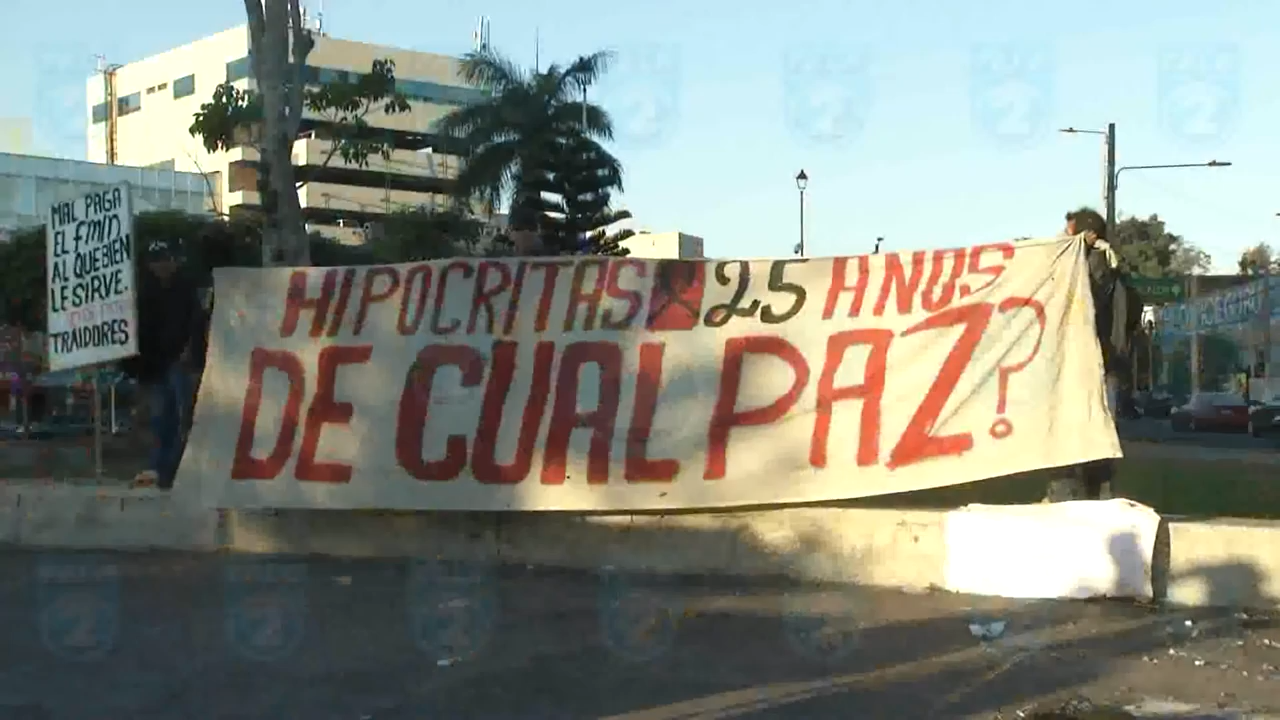 MAL PAGA
EL fmln
AL QUE BIEN
LE SIRVE.
TRAIDORES
HIPOCRITAS 25 AÑOS
DE CUAL PAZ?